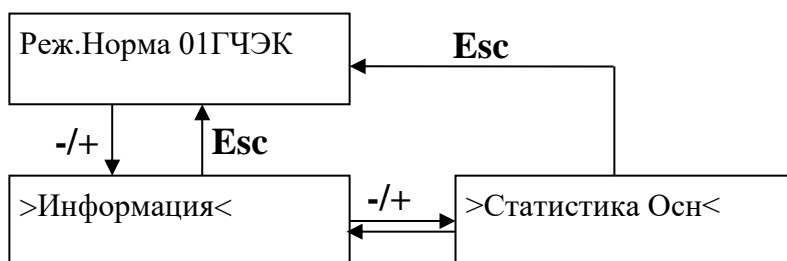 Реж.Норма 01ГЧЭК
Esc
-/+
Esc
>Информация<
-/+
>Статистика Осн<